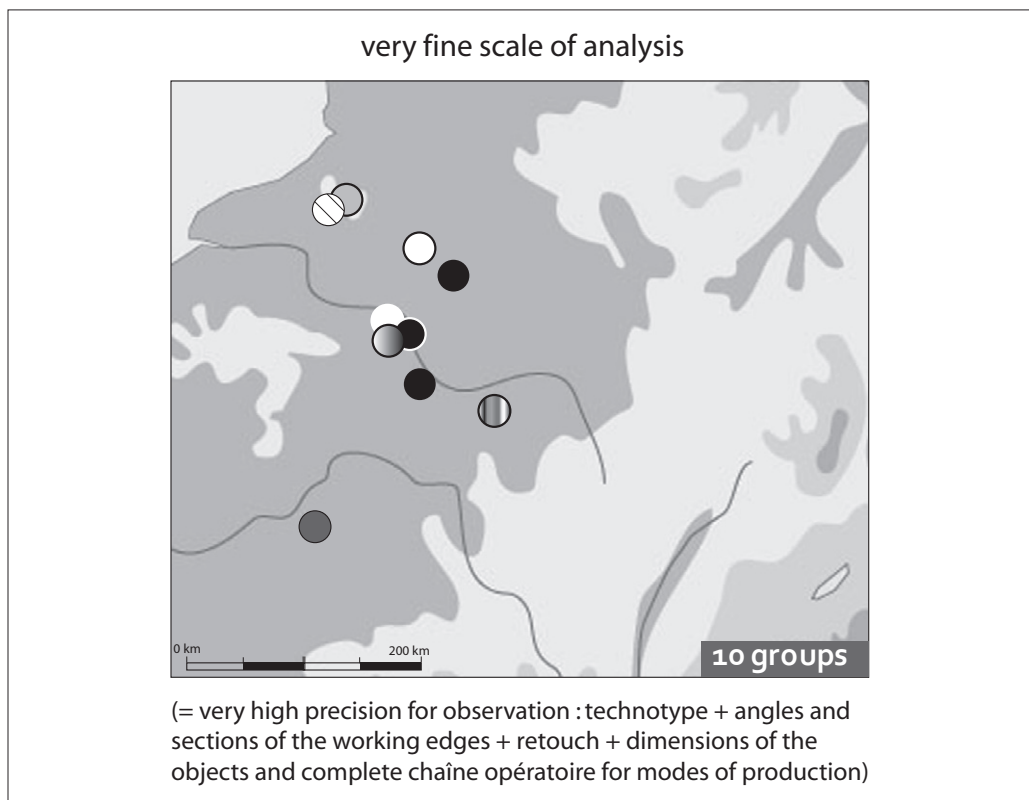 very fine scale of analysis
0 km
200 km
10 groups
(= very high precision for observation : technotype + angles and
sections of the working edges + retouch + dimensions of the
objects and complete chaîne opératoire for modes of production)